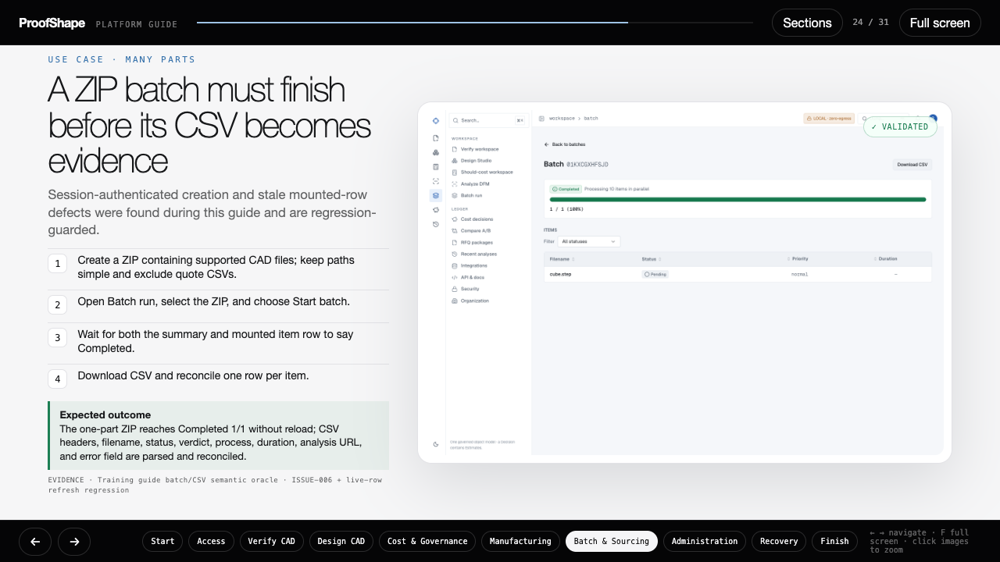 ProofShape PLATFORM GUIDE
Sections
24 / 31
Full screen
USE CASE · MANY PARTS
A ZIP batch must finish
before its CSV becomes
evidence
Session-authenticated creation and stale mounted-row
defects were found during this guide and are regression-
guarded.
1 Create a ZIP containing supported CAD files; keep paths
simple and exclude quote CSVs.
2 Open Batch run, select the ZIP, and choose Start batch.
3 Wait for both the summary and mounted item row to say
Completed.
4 Download CSV and reconcile one row per item.
Expected outcome
The one-part ZIP reaches Completed 1/1 without reload; CSV
headers, filename, status, verdict, process, duration, analysis URL,
and error field are parsed and reconciled.
EVIDENCE · Training guide batch/CSV semantic oracle · ISSUE-006 + live-row
refresh regression
Search...
WORKSPACE
Verify workspace
Design Studio
Should-cost workspace
Analyze DFM
Batch run
LEDGER
Cost decisions
Compare A/B
RFQ packages
Recent analyses
Integrations
API & docs
Security
Organization
workspace > batch
LOCAL · zero-egress
✓ VALIDATED
← Back to batches
Batch
Download CSV
Completed Processing 10 items in parallel
1 / 1 (100%)
ITEMS
Filter All statuses
Filename Status Priority Duration
cube.step Pending normal —
← →
Start
Access
Verify CAD
Design CAD
Cost & Governance
Manufacturing
Batch & Sourcing
Administration
Recovery
Finish
← → navigate · F full
screen · click images
to zoom